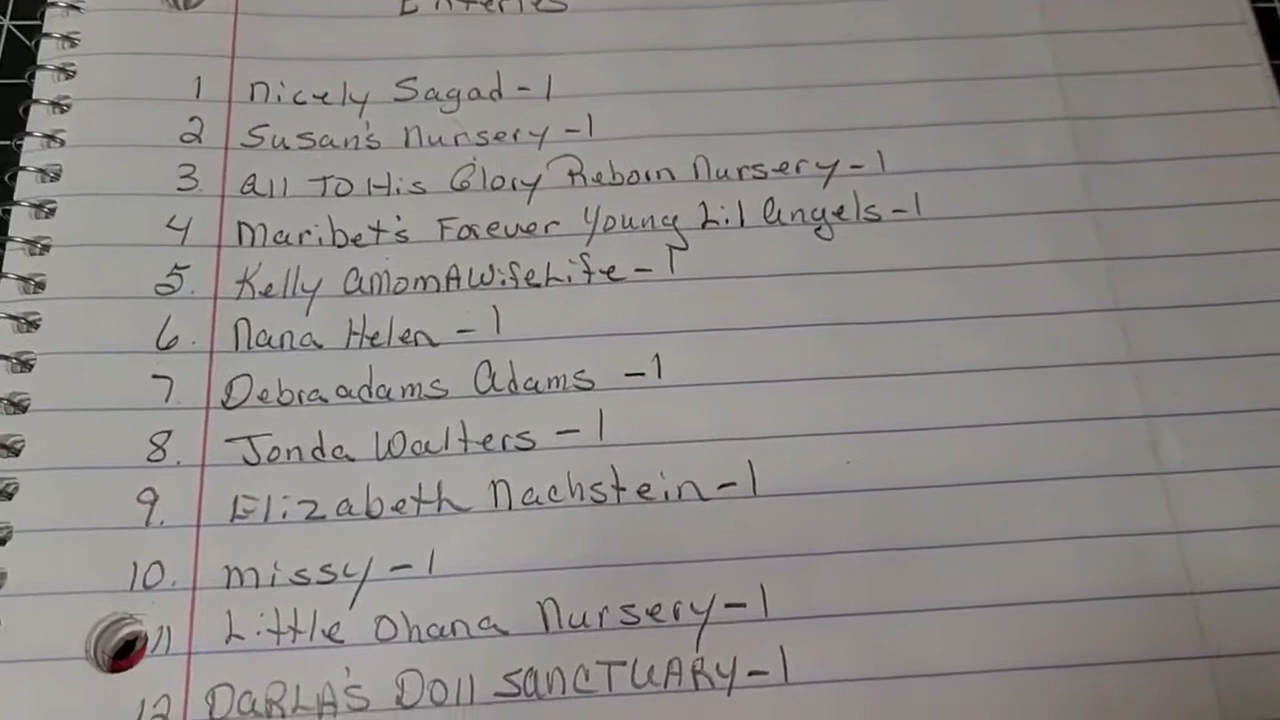 Enteries
1 Nicely Sagad-1
2 Susan's Nursery-1
3. All To His Glory Reborn Nursery-1
4 Maribet's Forever Young Lil Angels-1
5. Kelly AMomAWifeLife-1
6. Nana Helen-1
7. Debraadams Adams-1
8. Jonda Walters-1
9. Elizabeth Nachstein-1
10. Missy-1
11 Little Ohana Nursery-1
12 DARLA'S Doll SANCTUARY-1